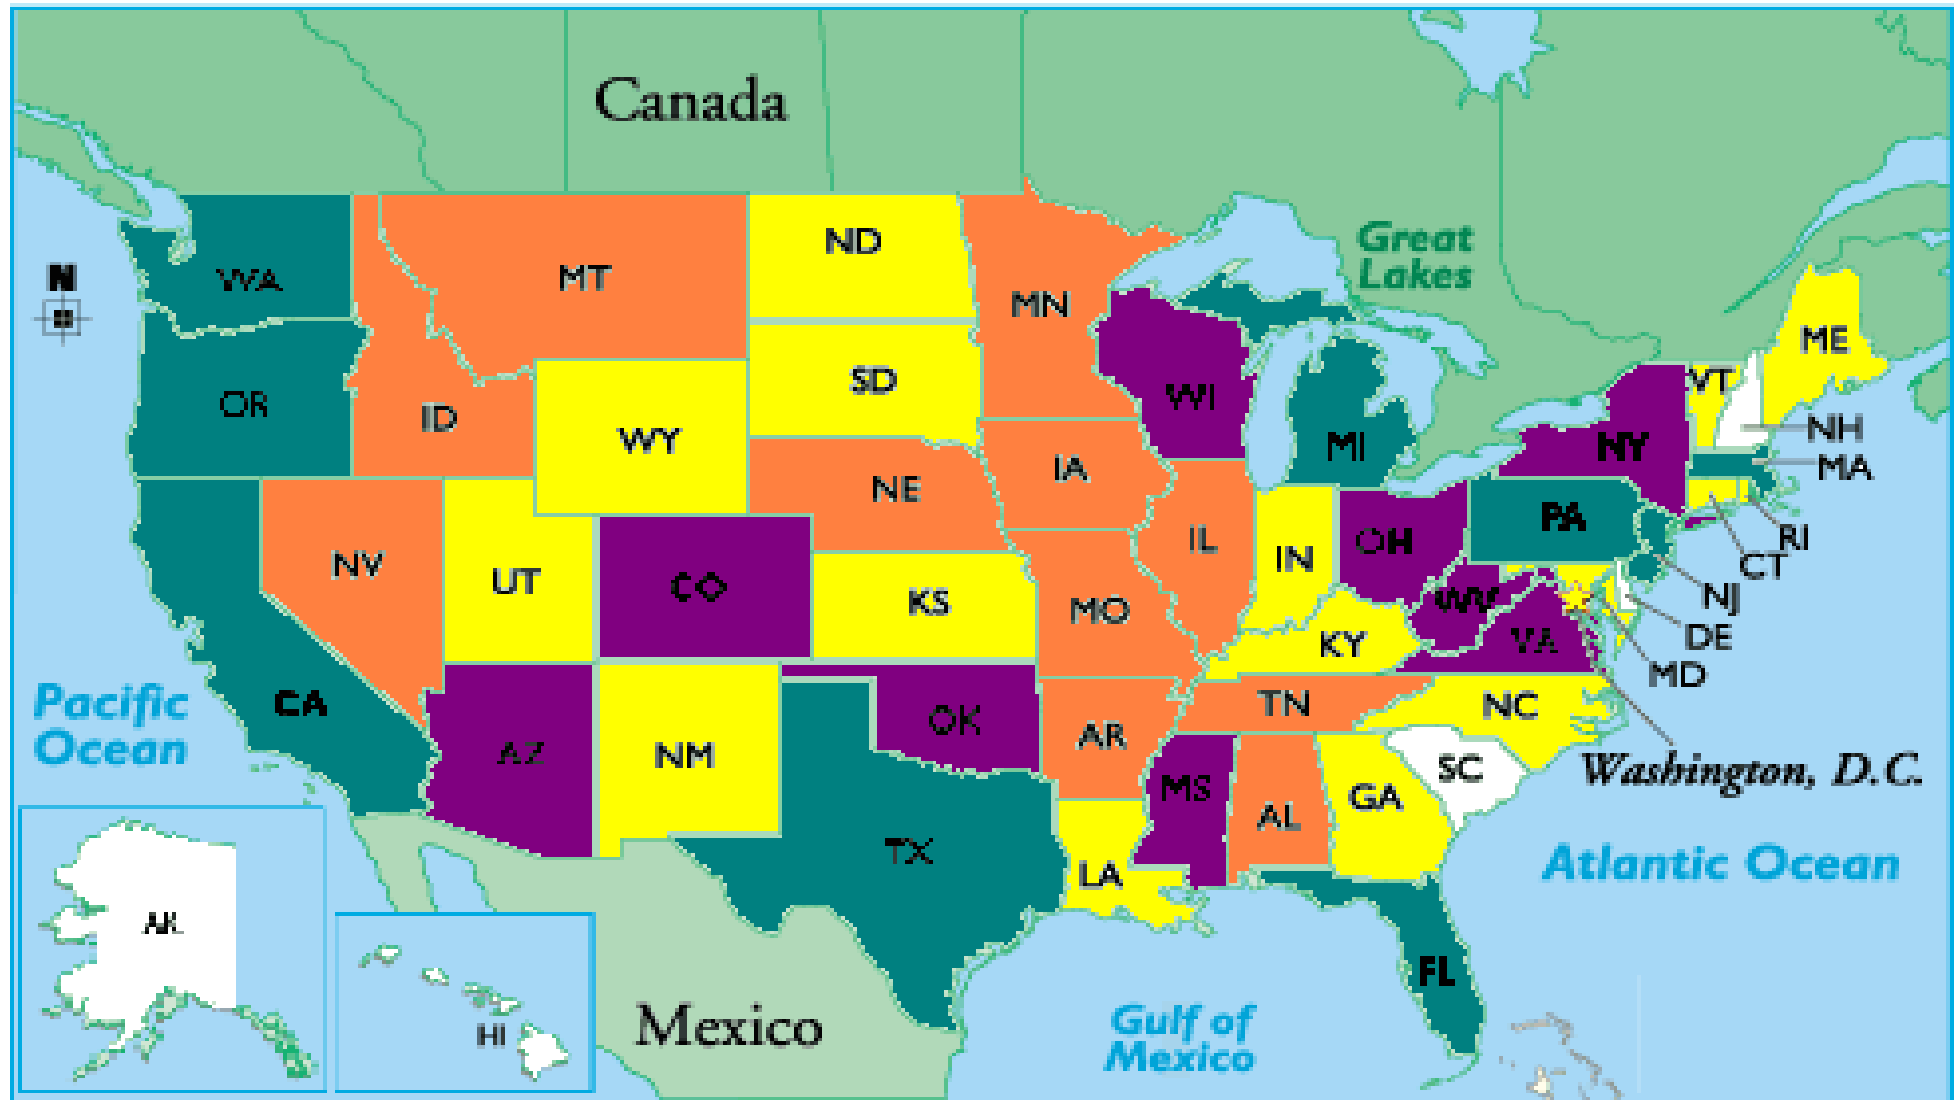 Canada
Great
Lakes
N
WA
MT
ND
MN
ME
VT
OR
ID
WY
SD
WI
MI
NY
NH
MA
IA
NE
NV
UT
CO
KS
IL
IN
OH
PA
RI
CT
NJ
MO
WV
DE
KY
VA
MD
Pacific
Ocean
CA
AZ
NM
OK
AR
TN
NC
Washington, D.C.
SC
MS
AL
GA
TX
LA
Atlantic Ocean
AK
HI
FL
Mexico
Gulf of
Mexico